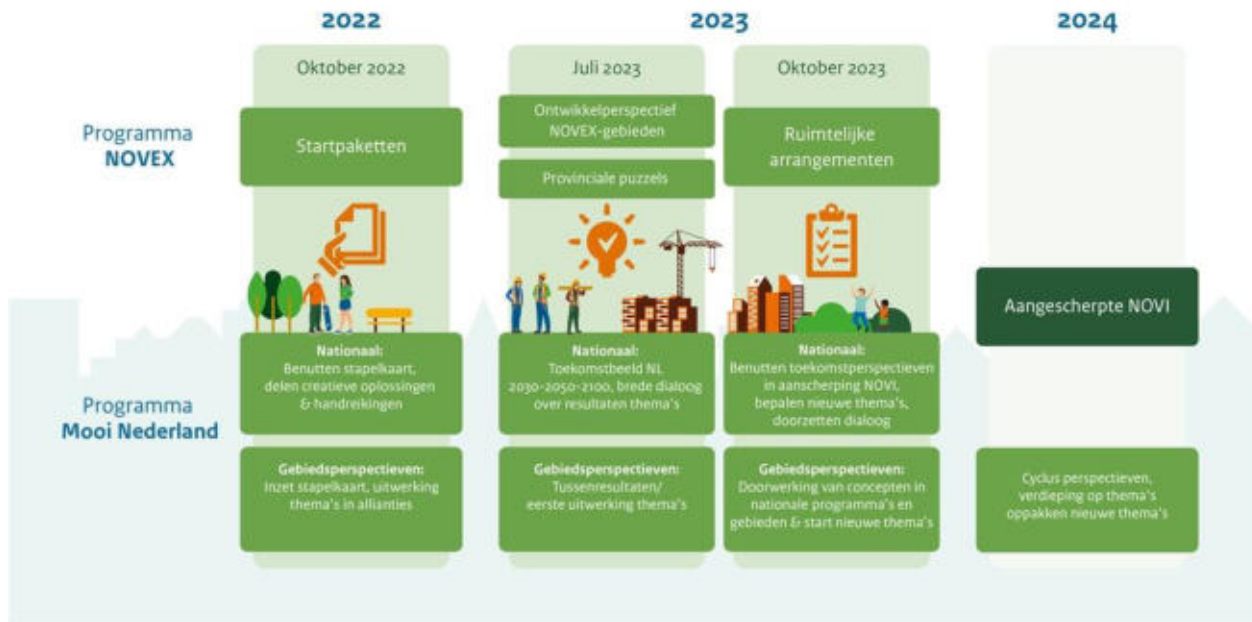 2022
2023
2024
Oktober 2022
Juli 2023
Oktober 2023
Programma
NOVEX
Startpaketten
Ontwikkelperspectief
NOVEX-gebieden
Provinciale puzzels
Ruimtelijke
arrangementen
Aangescherpte NOVI
Programma
Mooi Nederland
Nationaal:
Benutten stapelkaart,
delen creatieve oplossingen
& handreikingen
Nationaal:
Toekomstbeeld NL
2030-2050-2100, brede dialoog
over resultaten thema's
Nationaal:
Benutten toekomstperspectieven
in aanscherping NOVI,
bepalen nieuwe thema's,
doorzetten dialoog
Gebiedsperspectieven:
Inzet stapelkaart, uitwerking
thema's in allianties
Gebiedsperspectieven:
Tussenresultaten/
eerste uitwerking thema's
Gebiedsperspectieven:
Doorwerking van concepten in
nationale programma's en
gebieden & start nieuwe thema's
Cyclus perspectieven,
verdieping op thema's
oppakken nieuwe thema's